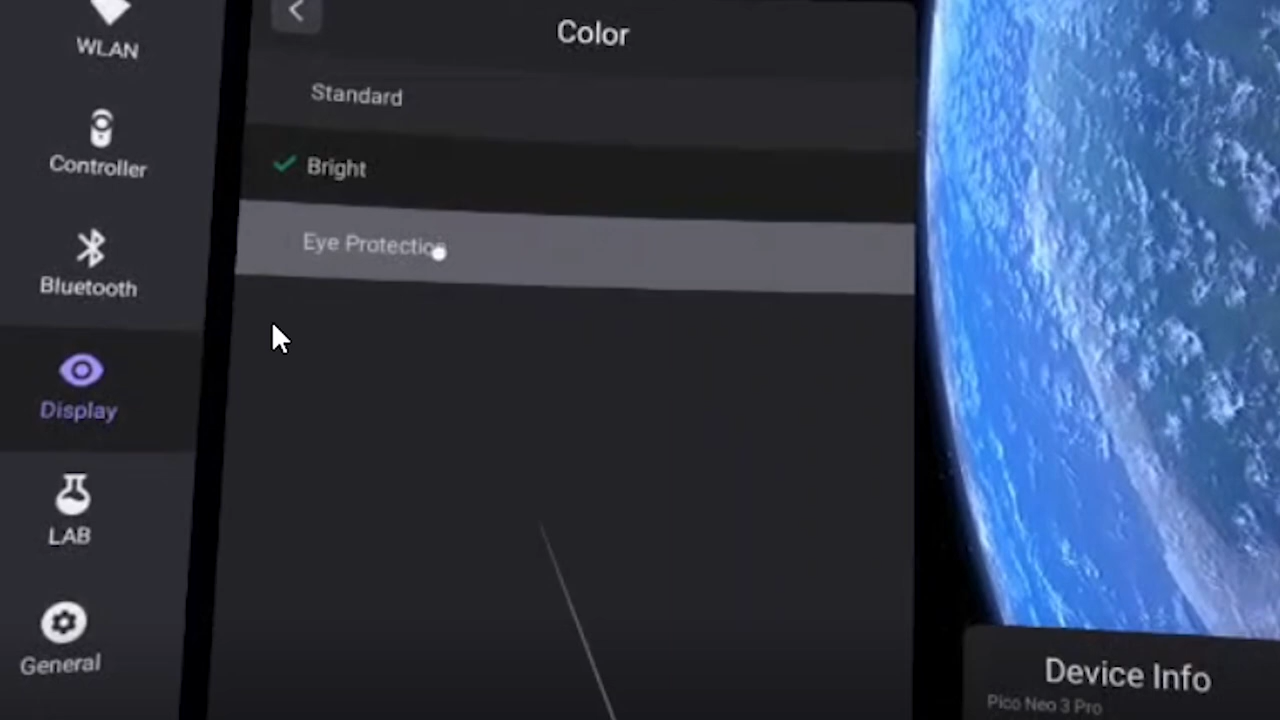 WLAN
Controller
Bluetooth
Display
LAB
General
Color
Standard
Bright
Eye Protection
Device Info
Pico Neo 3 Pro